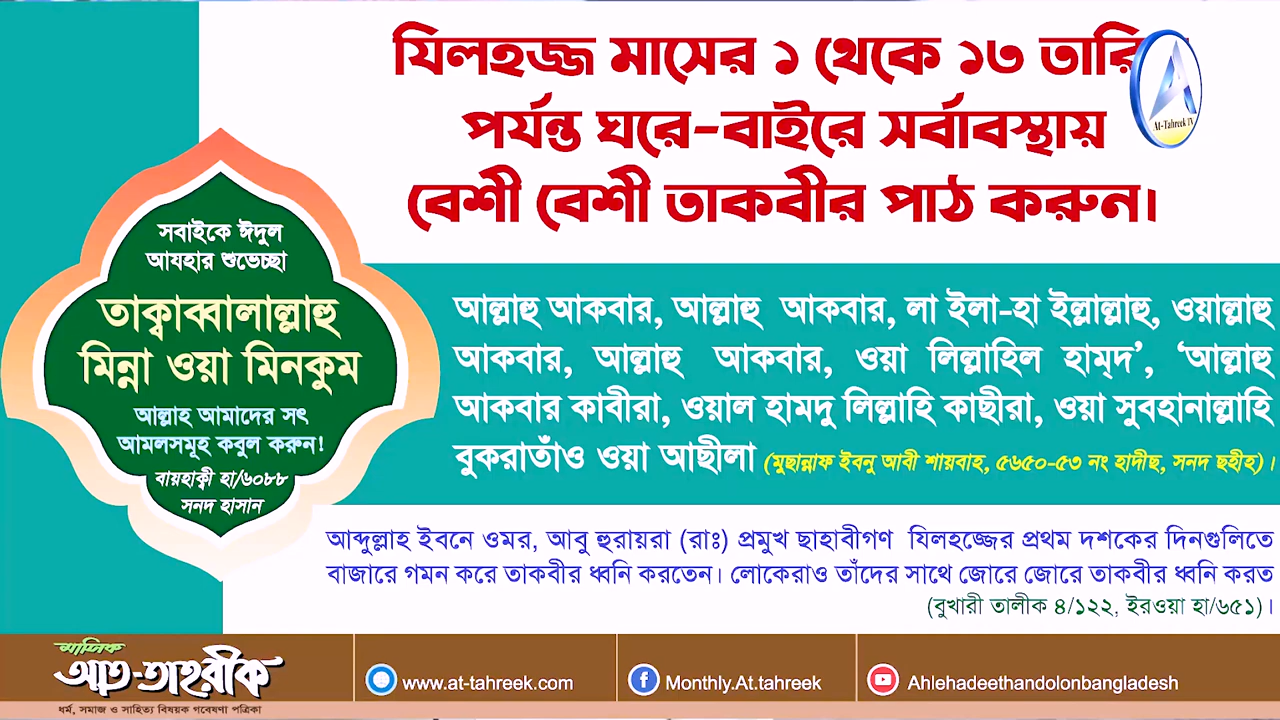 যিলহজ্জ মাসের ১ থেকে ১৩
পর্যন্ত ঘরে-বাইরে সর্বাবস্থায়
বেশী বেশী তাকবীর পাঠ করুন।
At-Tahreek TV
সবাইকে ঈদুল
আযহার শুভেচ্ছা
তাক্বাব্বালাল্লাহু
মিন্না ওয়া মিনকুম
আল্লাহ আমাদের সৎ
আমলসমূহ কবুল করুন!
বায়হাক্বী হা/৬০৮৮
সনদ হাসান
আল্লাহু আকবার, আল্লাহু আকবার, লা ইলা-হা ইল্লাল্লাহু, ওয়াল্লাহু
আকবার, আল্লাহু আকবার, ওয়া লিল্লাহিল হাম্‌দ’, ‘আল্লাহু
আকবার কাবীরা, ওয়াল হামদু লিল্লাহি কাছীরা, ওয়া সুবহানাল্লাহি
বুকরাতাঁও ওয়া আছীলা (মুছান্নাফ ইবনু আবী শায়বাহ, ৫৬৫০-৫৩ নং হাদীছ, সনদ ছহীহ)।
আব্দুল্লাহ ইবনে ওমর, আবু হুরায়রা (রাঃ) প্রমুখ ছাহাবীগণ যিলহজ্জের প্রথম দশকের দিনগুলিতে
বাজারে গমন করে তাকবীর ধ্বনি করতেন। লোকেরাও তাঁদের সাথে জোরে জোরে তাকবীর ধ্বনি করত
(বুখারী তালীক ৪/১২২, ইরওয়া হা/৬৫১)।
মাসিক
আত-তাহরীক
ধর্ম, সমাজ ও সাহিত্য বিষয়ক গবেষণা পত্রিকা
www.at-tahreek.com
Monthly.At.tahreek
Ahlehadeethandolonbangladesh